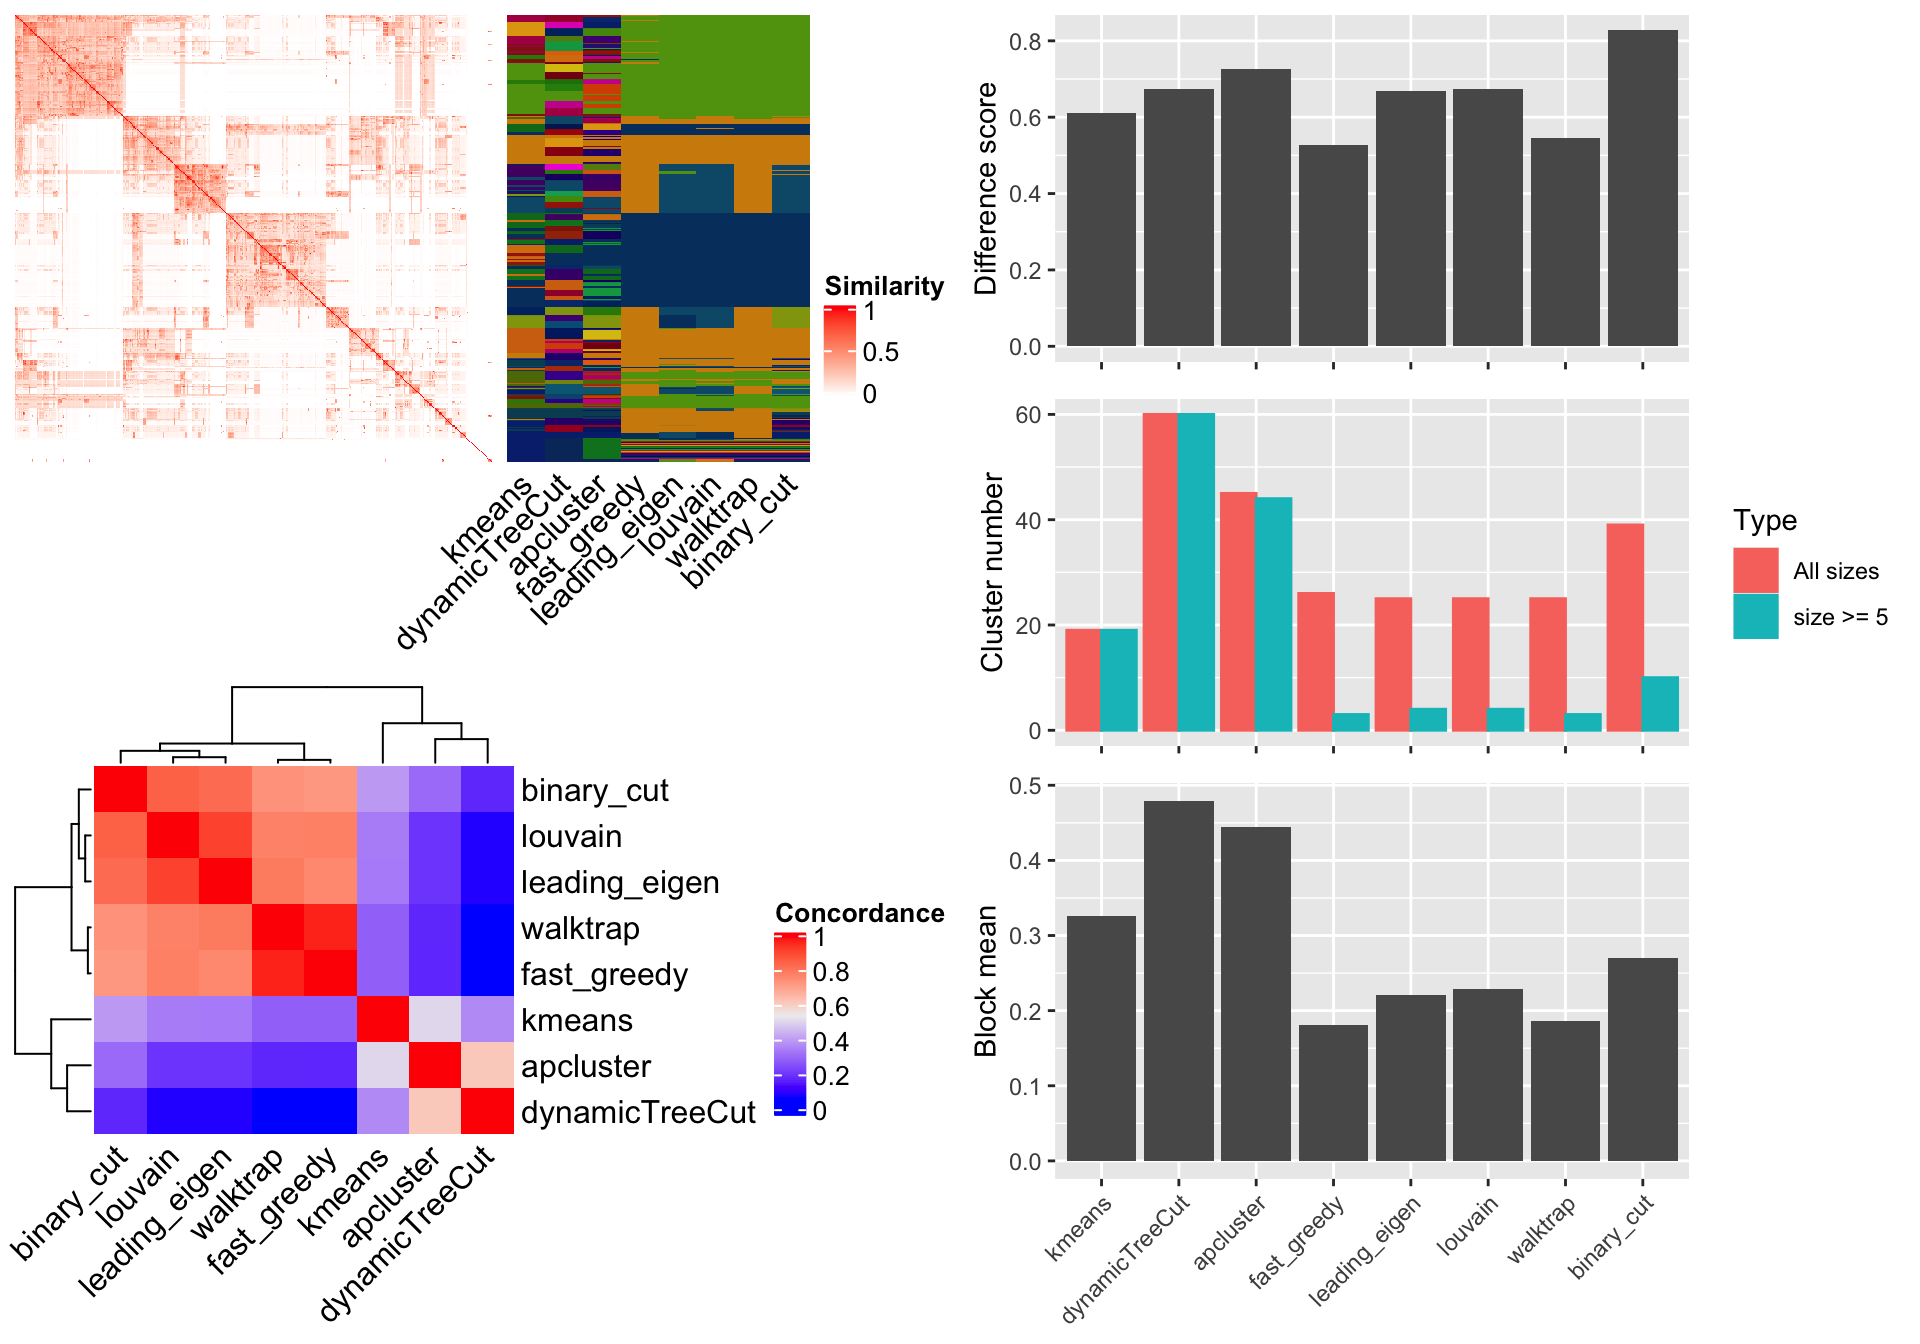 Similarity
1
0.5
0
kmeans
dynamicTreeCut
apcluster
fast_greedy
leading_eigen
louvain
walktrap
binary_cut
binary_cut
louvain
leading_eigen
walktrap
fast_greedy
kmeans
apcluster
dynamicTreeCut
Concordance
1
0.8
0.6
0.4
0.2
0
binary_cut
louvain
leading_eigen
walktrap
fast_greedy
kmeans
apcluster
dynamicTreeCut
Difference score
0.8
0.6
0.4
0.2
0.0
Cluster number
60
40
20
0
Type
All sizes
size >= 5
Block mean
0.5
0.4
0.3
0.2
0.1
0.0
kmeans
dynamicTreeCut
apcluster
fast_greedy
leading_eigen
louvain
walktrap
binary_cut